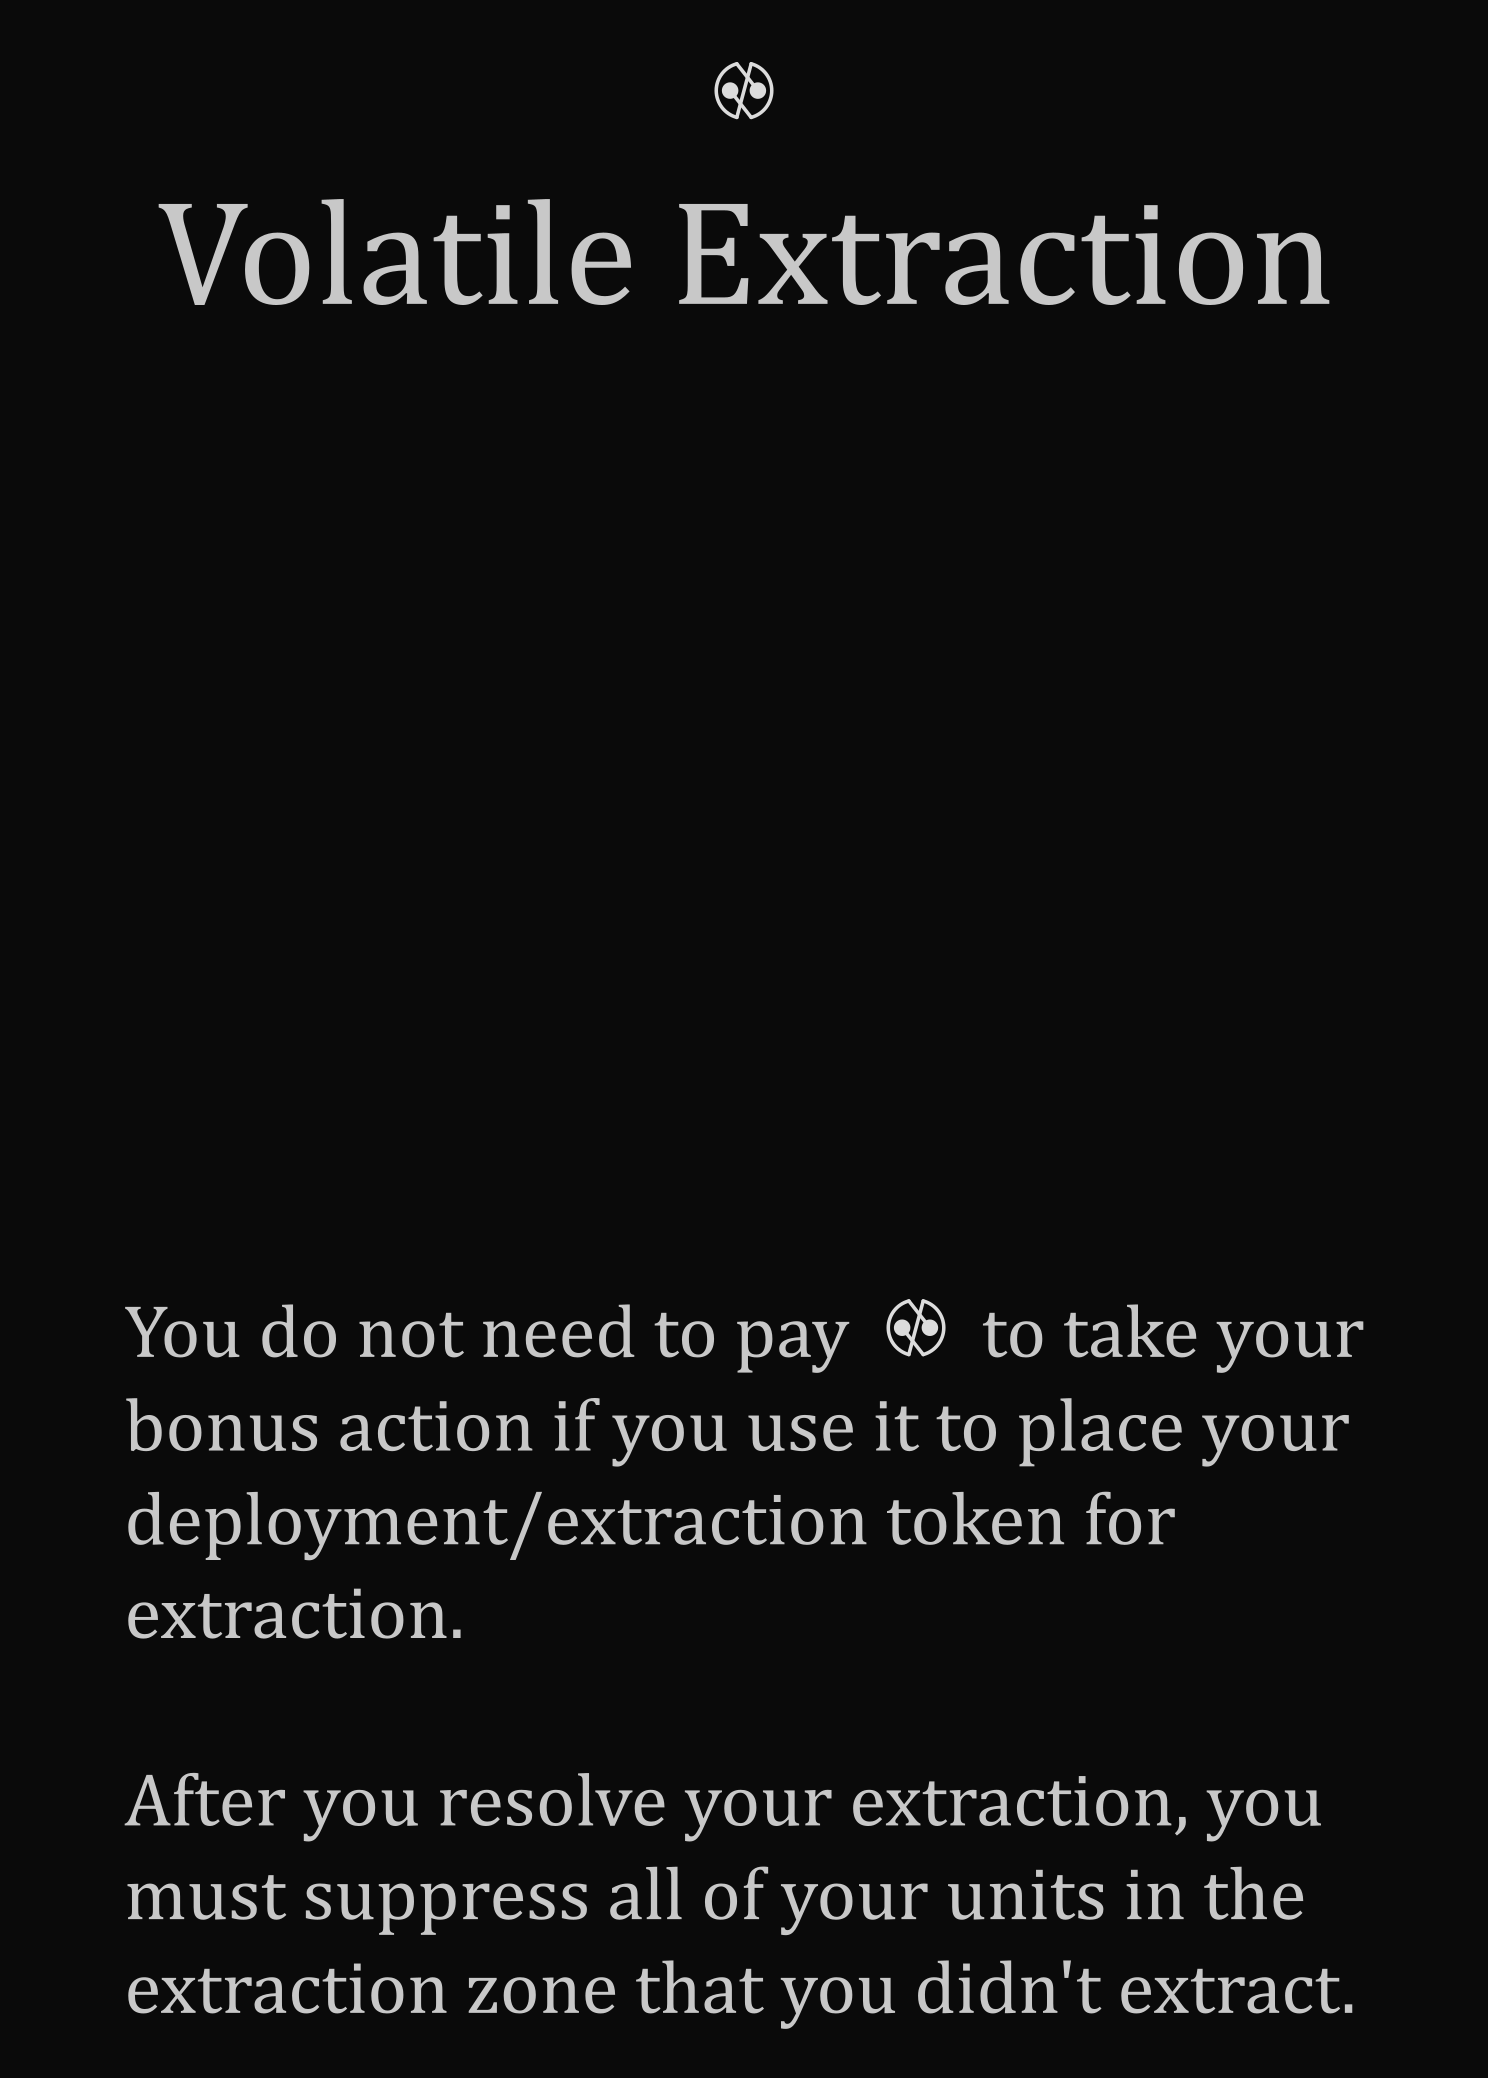 Volatile Extraction
You do not need to pay to take your
bonus action if you use it to place your
deployment/extraction token for
extraction.
After you resolve your extraction, you
must suppress all of your units in the
extraction zone that you didn't extract.